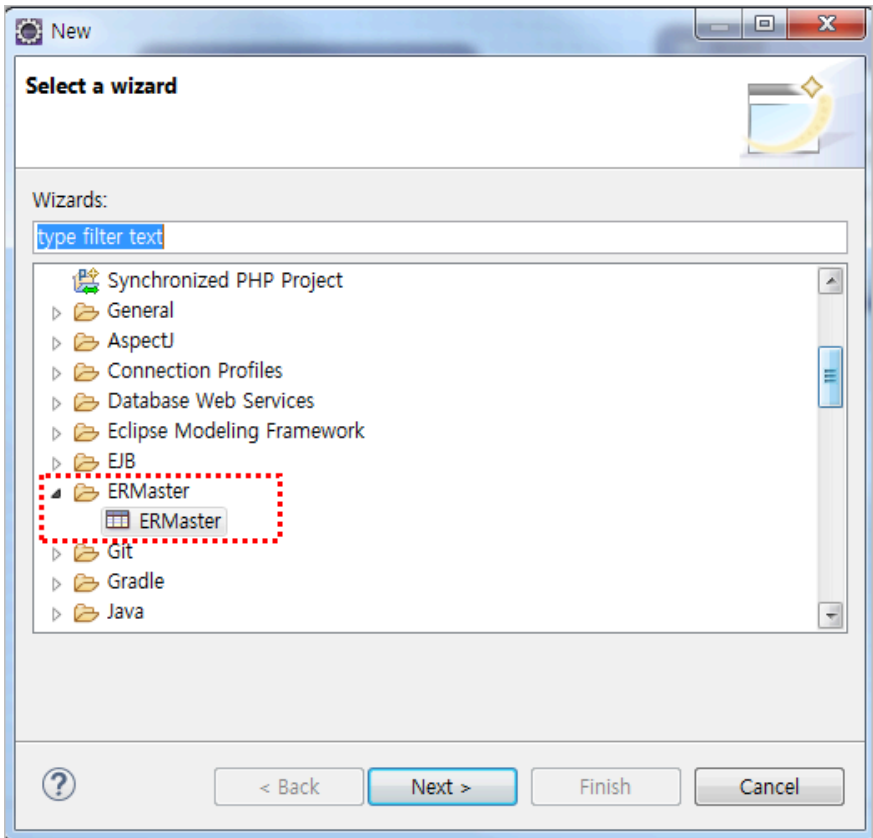 New
Select a wizard
Wizards:
type filter text
Synchronized PHP Project
General
AspectJ
Connection Profiles
Database Web Services
Eclipse Modeling Framework
EJB
ERMaster
ERMaster
Git
Gradle
Java
? < Back Next > Finish Cancel